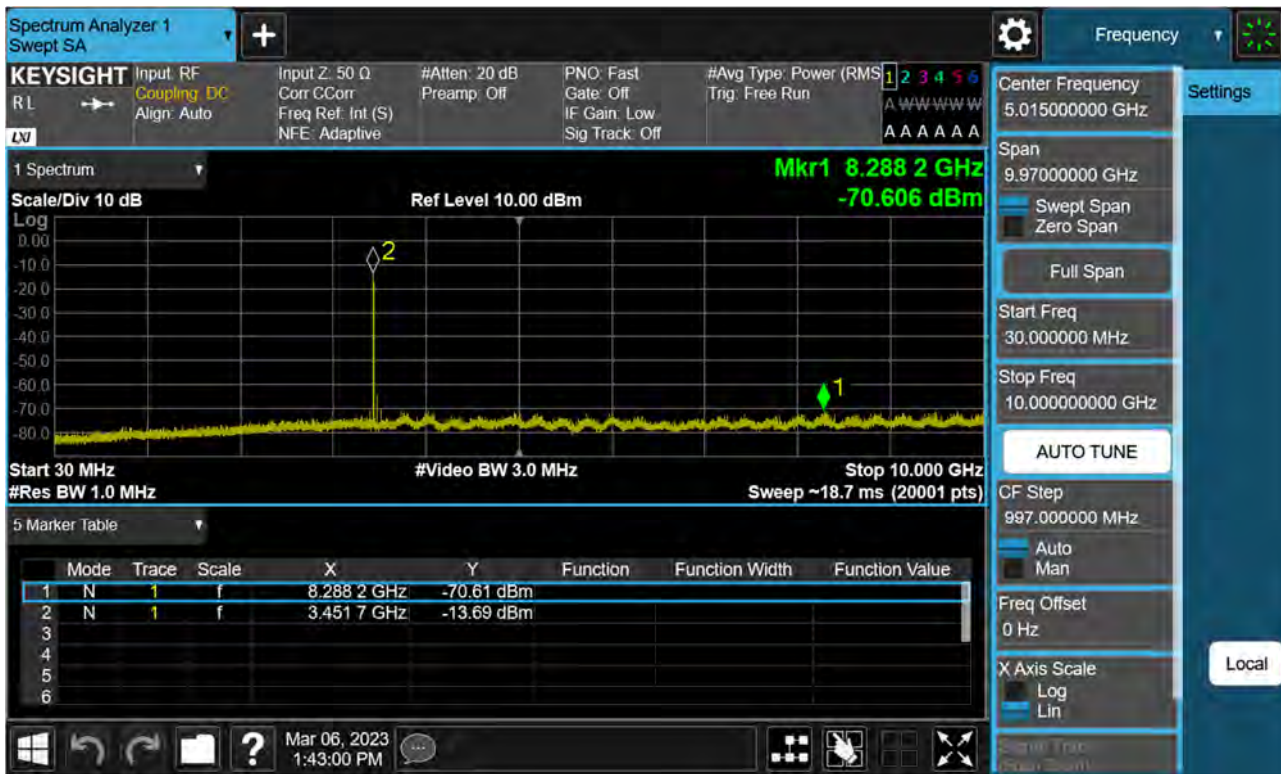 Spectrum Analyzer 1
Swept SA
+
Frequency
KEYSIGHT
R L
LXI
Input: RF
Coupling: DC
Align: Auto
Input Z: 50 Ω
Corr CCorr
Freq Ref: Int (S)
NFE: Adaptive
#Atten: 20 dB
Preamp: Off
PNO: Fast
Gate: Off
IF Gain: Low
Sig Track: Off
#Avg Type: Power (RMS
Trig: Free Run
1 2 3 4 5 6
A W W W W W
A A A A A A
1 Spectrum
Mkr1 8.288 2 GHz
-70.606 dBm
Scale/Div 10 dB
Ref Level 10.00 dBm
Log
0.00
-10.0
-20.0
-30.0
-40.0
-50.0
-60.0
-70.0
-80.0
2
1
Start 30 MHz
#Video BW 3.0 MHz
Stop 10.000 GHz
#Res BW 1.0 MHz
Sweep ~18.7 ms (20001 pts)
5 Marker Table
Mode Trace Scale X Y Function Function Width Function Value
1 N 1 f 8.288 2 GHz -70.61 dBm
2 N 1 f 3.451 7 GHz -13.69 dBm
3
4
5
6
Mar 06, 2023
1:43:00 PM
?
Center Frequency
5.015000000 GHz
Span
9.97000000 GHz
Swept Span
Zero Span
Full Span
Start Freq
30.000000 MHz
Stop Freq
10.000000000 GHz
AUTO TUNE
CF Step
997.000000 MHz
Auto
Man
Freq Offset
0 Hz
X Axis Scale
Log
Lin
Settings
Local